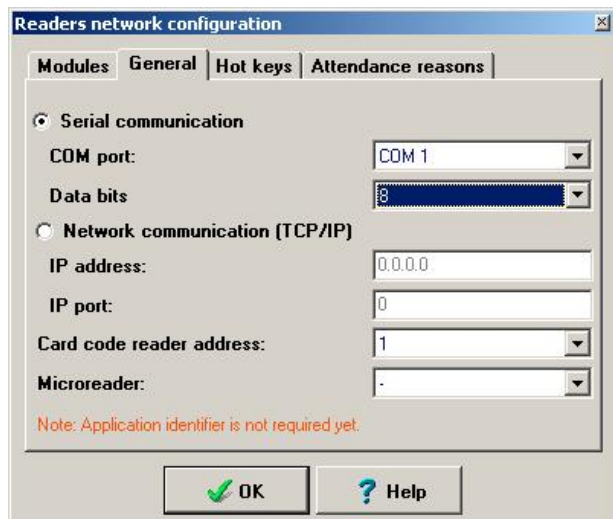 Readers network configuration
Modules General Hot keys Attendance reasons
Serial communication
COM port: COM 1
Data bits 8
Network communication (TCP/IP)
IP address: 0.0.0.0
IP port: 0
Card code reader address: 1
Microreader: -
Note: Application identifier is not required yet.
OK ? Help